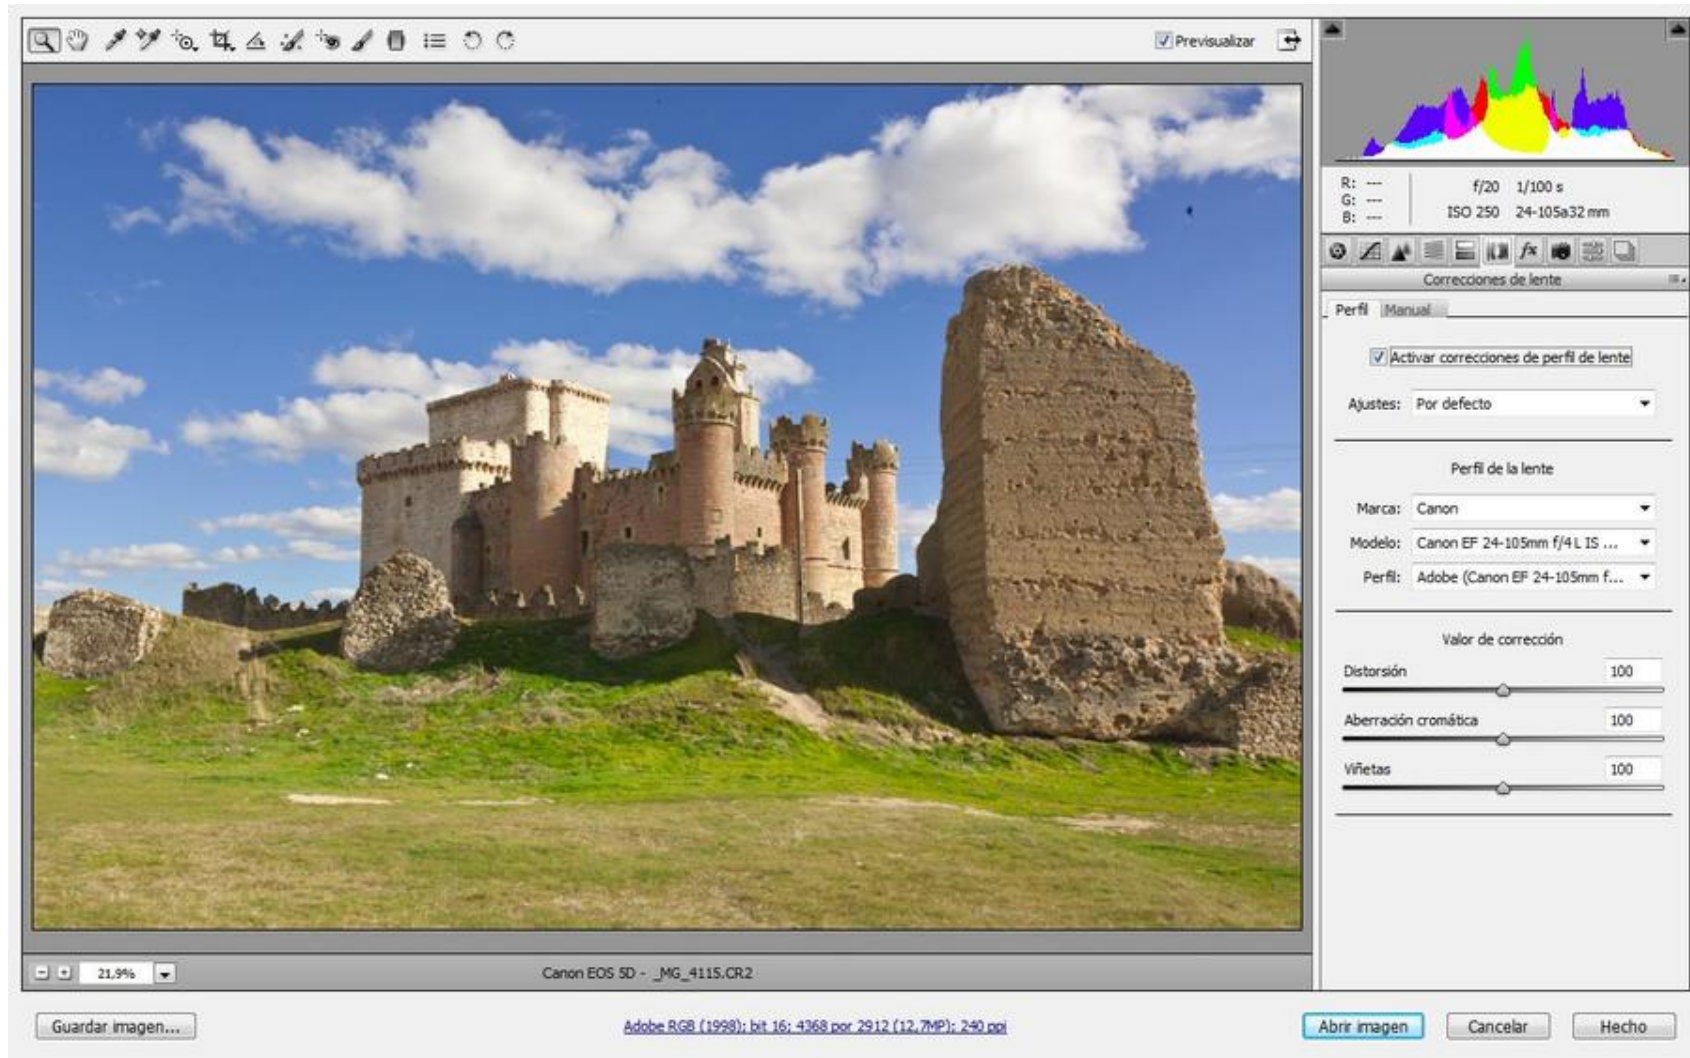 Previsualizar
R: ---
G: ---
B: ---
f/20 1/100 s
ISO 250 24-105a32 mm
fx
Correcciones de lente
Perfil Manual
Activar correcciones de perfil de lente
Ajustes: Por defecto
Perfil de la lente
Marca: Canon
Modelo: Canon EF 24-105mm f/4 L IS ...
Perfil: Adobe (Canon EF 24-105mm f...
Valor de corrección
Distorsión 100
Aberración cromática 100
Viñetas 100
21,9%
Canon EOS 5D - _MG_4115.CR2
Guardar imagen...
Adobe RGB (1998); bit 16; 4368 por 2912 (12,7MP); 240 ppi
Abrir imagen
Cancelar
Hecho